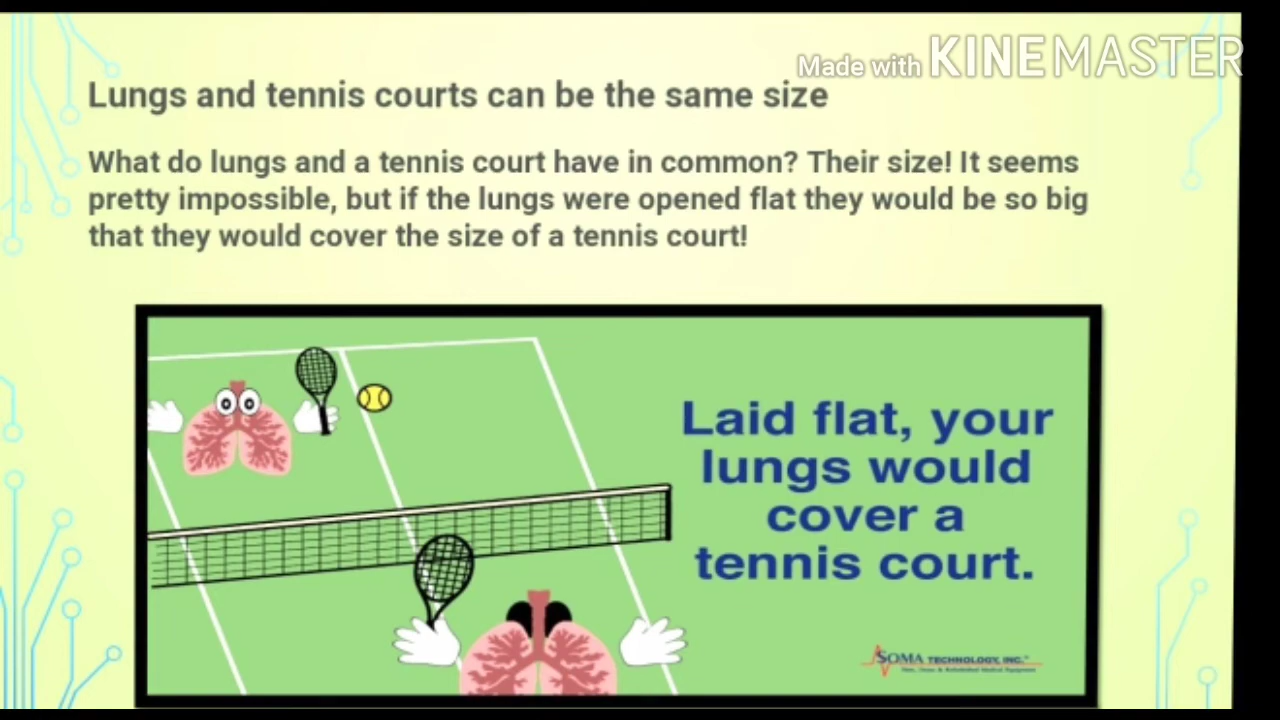 Made with KINEMASTER
Lungs and tennis courts can be the same size
What do lungs and a tennis court have in common? Their size! It seems
pretty impossible, but if the lungs were opened flat they would be so big
that they would cover the size of a tennis court!
Laid flat, your
lungs would
cover a
tennis court.
SOMA TECHNOLOGY, INC.™